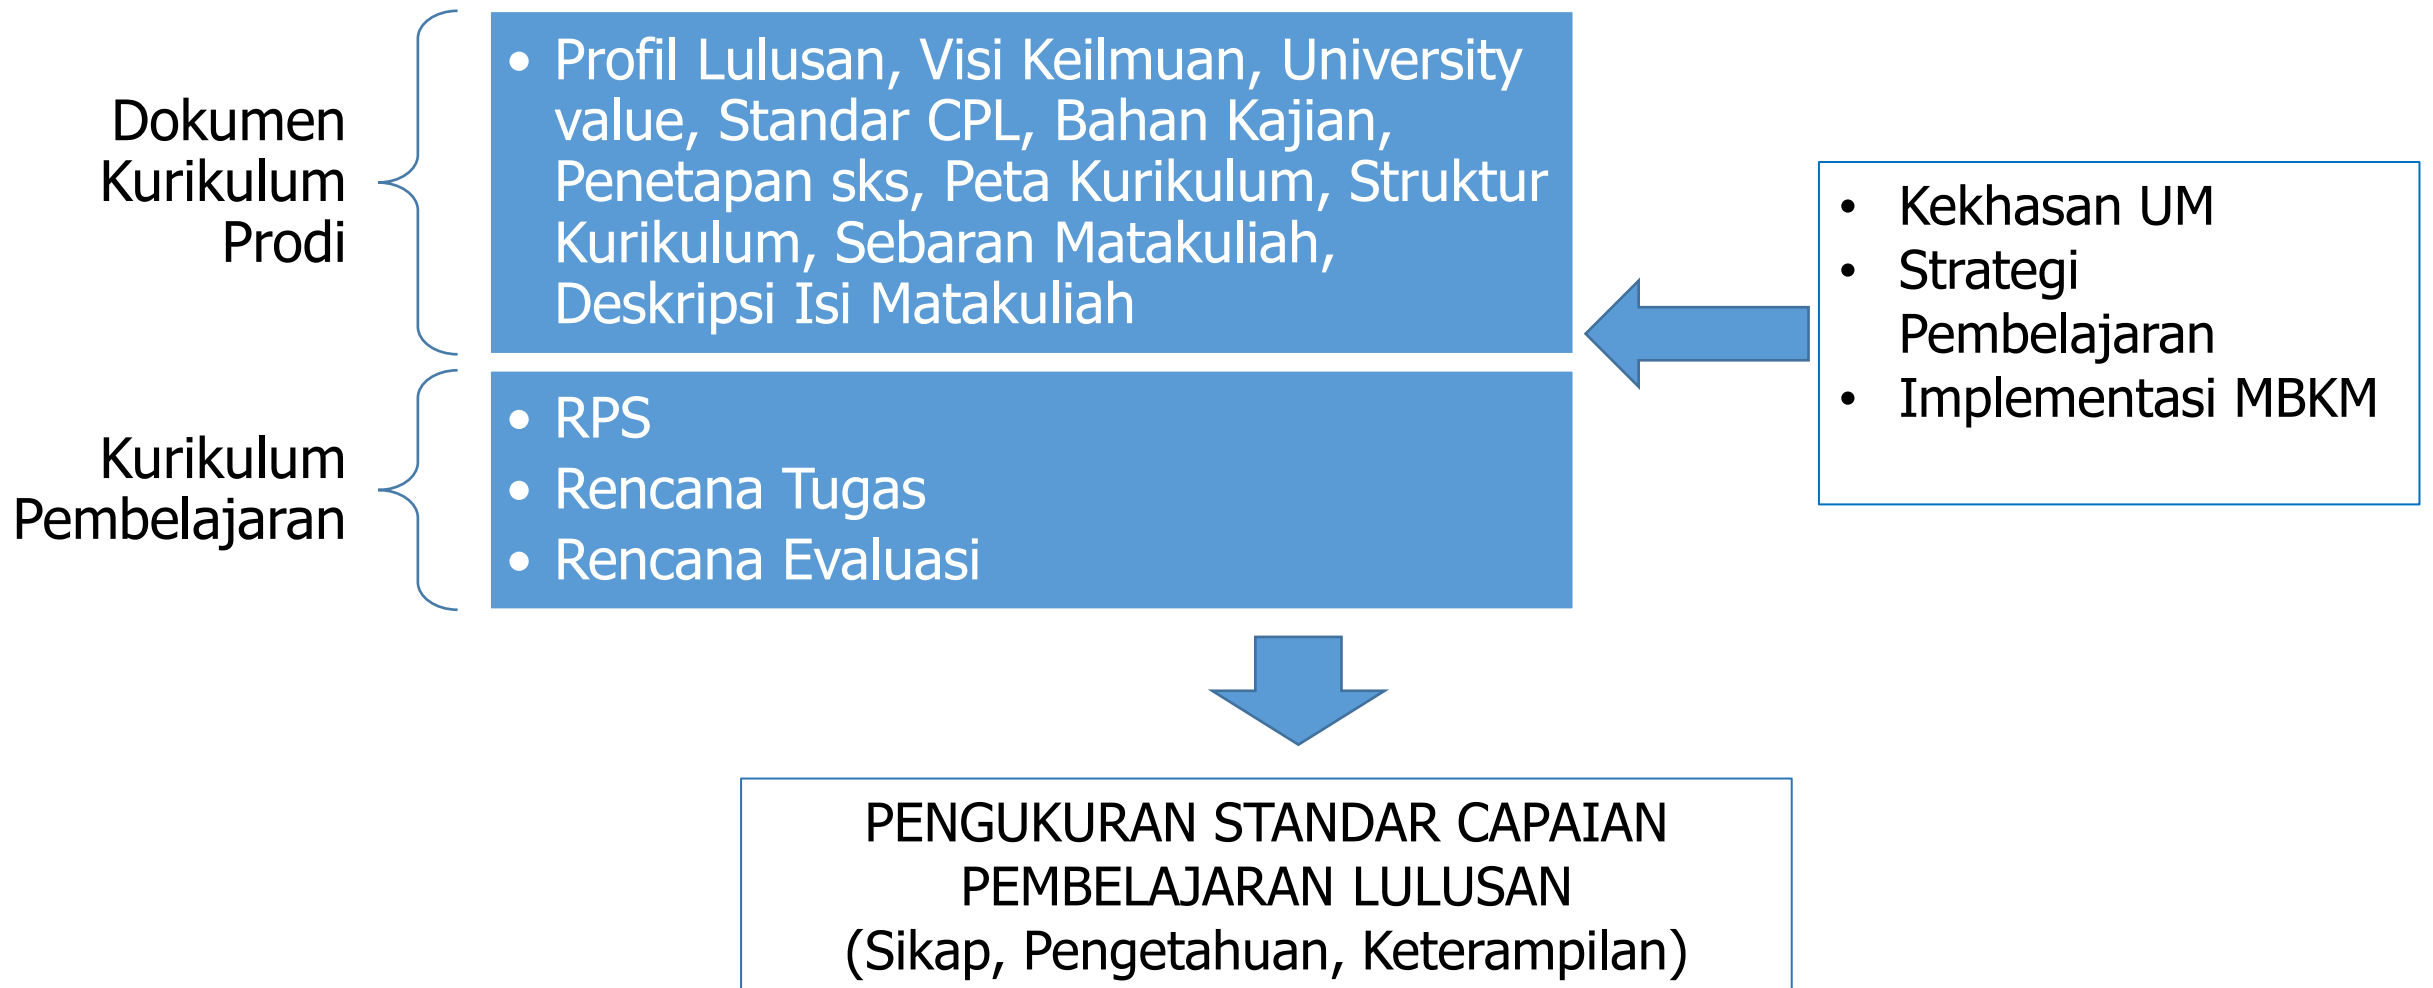 Dokumen
Kurikulum
Prodi
• Profil Lulusan, Visi Keilmuan, University
value, Standar CPL, Bahan Kajian,
Penetapan sks, Peta Kurikulum, Struktur
Kurikulum, Sebaran Matakuliah,
Deskripsi Isi Matakuliah
Kurikulum
Pembelajaran
• RPS
• Rencana Tugas
• Rencana Evaluasi
• Kekhasan UM
• Strategi
Pembelajaran
• Implementasi MBKM
PENGUKURAN STANDAR CAPAIAN
PEMBELAJARAN LULUSAN
(Sikap, Pengetahuan, Keterampilan)